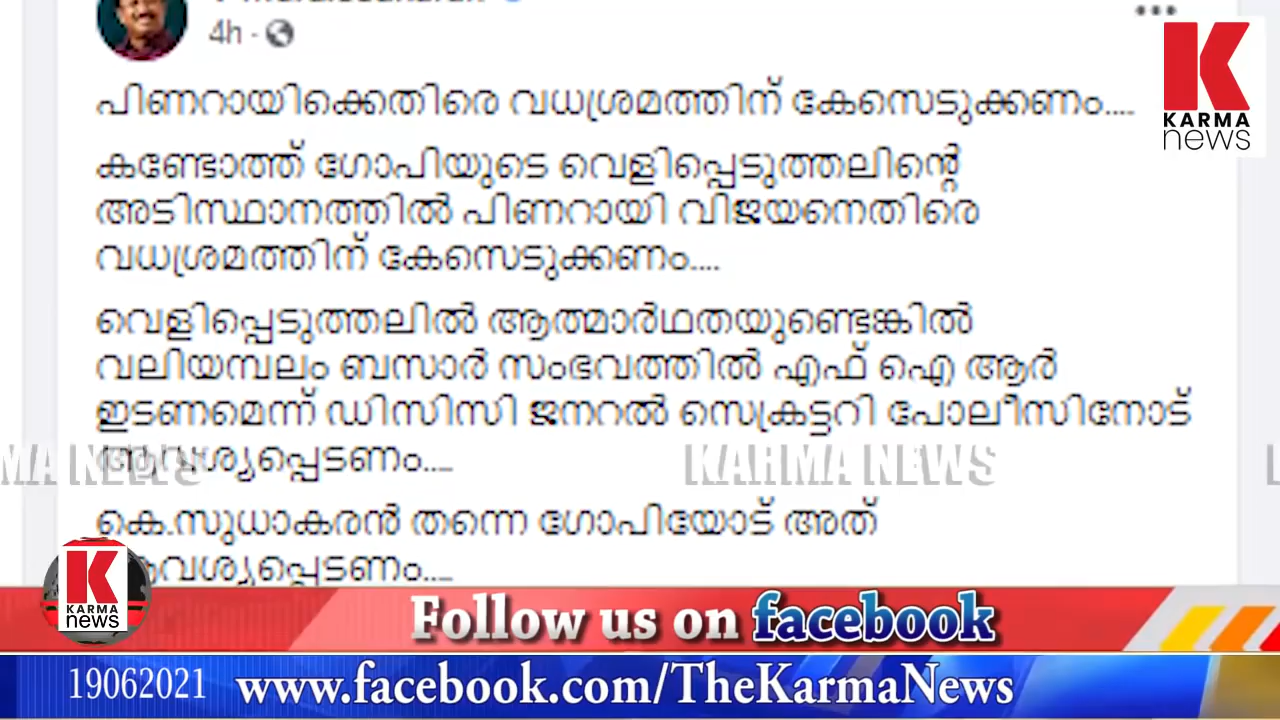 4h
പിണറായിക്കെതിരെ വധശ്രമത്തിന് കേസെടുക്കണം....
കണ്ടോത്ത് ഗോപിയുടെ വെളിപ്പെടുത്തലിന്റെ
അടിസ്ഥാനത്തിൽ പിണറായി വിജയനെതിരെ
വധശ്രമത്തിന് കേസെടുക്കണം....
വെളിപ്പെടുത്തലിൽ ആത്മാർഥതയുണ്ടെങ്കിൽ
വലിയമ്പലം ബസാർ സംഭവത്തിൽ എഫ് ഐ ആർ
ഇടണമെന്ന് ഡിസിസി ജനറൽ സെക്രട്ടറി പോലീസിനോട്
ആവശ്യപ്പെടണം....
കെ.സുധാകരൻ തന്നെ ഗോപിയോട് അത്
ആവശ്യപ്പെടണം....
KARMA
news
MA NEWS
KARMA NEWS
KARMA
news
Follow us on facebook
19062021 www.facebook.com/TheKarmaNews